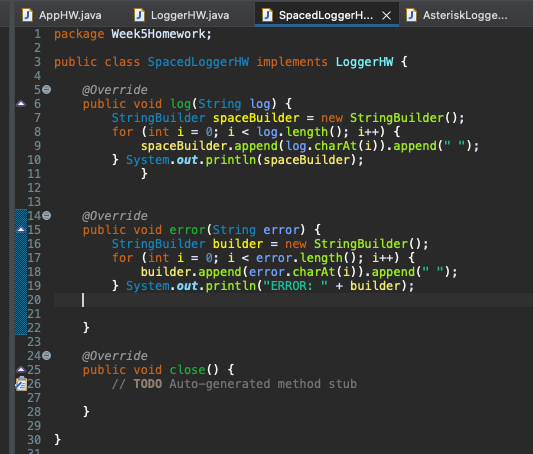 AppHW.java LoggerHW.java SpacedLoggerH... AsteriskLogge...
1 package Week5Homework;
2
3 public class SpacedLoggerHW implements LoggerHW {
4
5 @Override
6 public void log(String log) {
7 StringBuilder spaceBuilder = new StringBuilder();
8 for (int i = 0; i < log.length(); i++) {
9 spaceBuilder.append(log.charAt(i)).append(" ");
10 } System.out.println(spaceBuilder);
11 }
12
13
14 @Override
15 public void error(String error) {
16 StringBuilder builder = new StringBuilder();
17 for (int i = 0; i < error.length(); i++) {
18 builder.append(error.charAt(i)).append(" ");
19 } System.out.println("ERROR: " + builder);
20
21
22 }
23
24 @Override
25 public void close() {
26 // TODO Auto-generated method stub
27
28 }
29
30 }
31